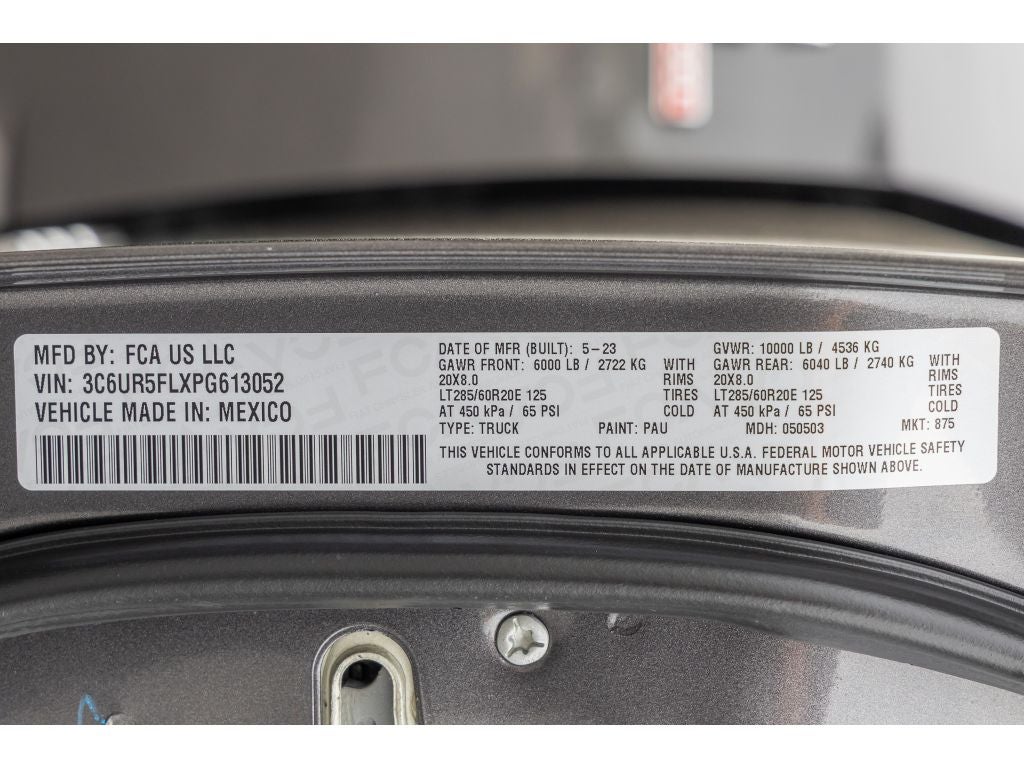 MFD BY: FCA US LLC
VIN: 3C6UR5FLXPG613052
VEHICLE MADE IN: MEXICO
DATE OF MFR (BUILT): 5-23
GAWR FRONT: 6000 LB / 2722 KG WITH
20X8.0 RIMS
LT285/60R20E 125 TIRES
AT 450 kPa / 65 PSI COLD
GVWR: 10000 LB / 4536 KG
GAWR REAR: 6040 LB / 2740 KG WITH
20X8.0 RIMS
LT285/60R20E 125 TIRES
AT 450 kPa / 65 PSI COLD
TYPE: TRUCK PAINT: PAU MDH: 050503 MKT: 875
THIS VEHICLE CONFORMS TO ALL APPLICABLE U.S.A. FEDERAL MOTOR VEHICLE SAFETY
STANDARDS IN EFFECT ON THE DATE OF MANUFACTURE SHOWN ABOVE.